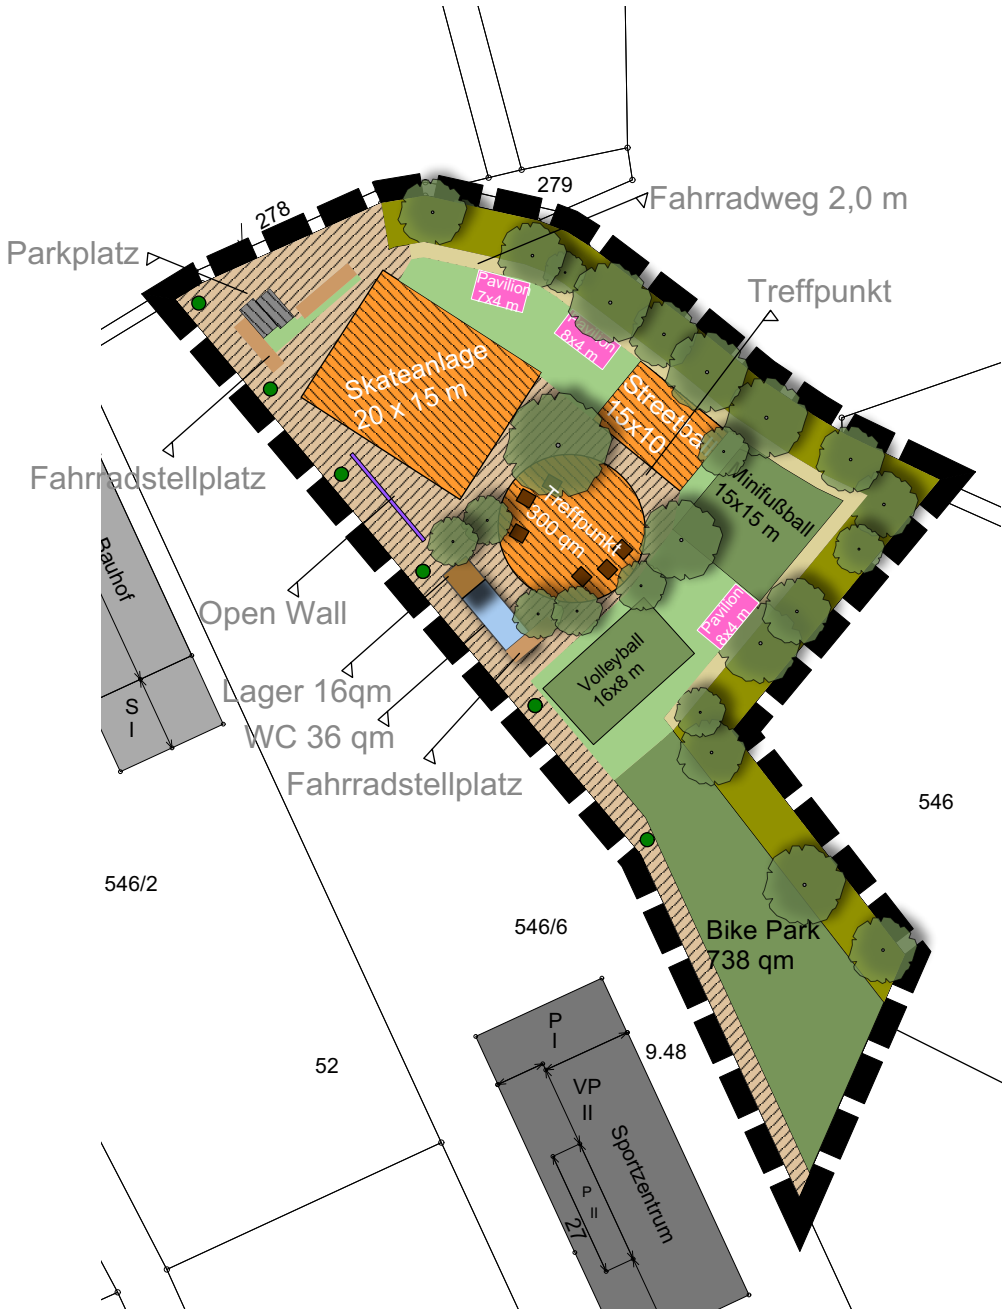 279
278
Fahrradweg 2,0 m
Parkplatz
Treffpunkt
Pavilion
7x4 m
Pavilion
8x4 m
Skateanlage
20 x 15 m
Streetba
15x10
Minifußball
15x15 m
Fahrradstellplatz
Treffpunkt
300 qm
Bauhof
Open Wall
Pavilion
8x4 m
Volleyball
16x8 m
Lager 16qm
S
I
WC 36 qm
Fahrradstellplatz
546
546/2
546/6
Bike Park
738 qm
P
I
9.48
52
VP
II
Sportzentrum
P
II
27